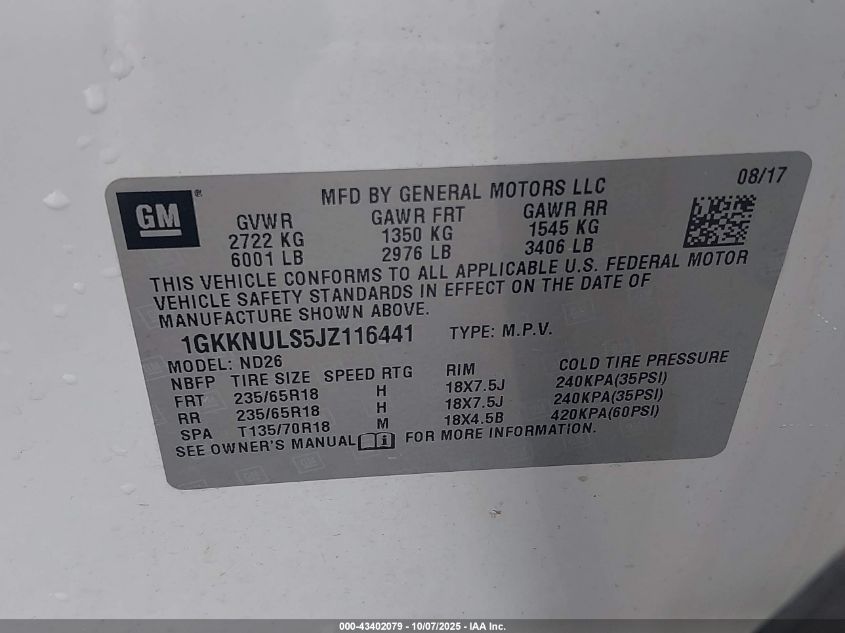 GM ®
MFD BY GENERAL MOTORS LLC
08/17
GVWR GAWR FRT GAWR RR
2722 KG 1350 KG 1545 KG
6001 LB 2976 LB 3406 LB
THIS VEHICLE CONFORMS TO ALL APPLICABLE U.S. FEDERAL MOTOR
VEHICLE SAFETY STANDARDS IN EFFECT ON THE DATE OF
MANUFACTURE SHOWN ABOVE.
1GKKNULS5JZ116441 TYPE: M.P.V.
MODEL: ND26
NBFP TIRE SIZE SPEED RTG RIM COLD TIRE PRESSURE
FRT 235/65R18 H 18X7.5J 240KPA(35PSI)
RR 235/65R18 H 18X7.5J 240KPA(35PSI)
SPA T135/70R18 M 18X4.5B 420KPA(60PSI)
SEE OWNER'S MANUAL i FOR MORE INFORMATION.
000-43402079 - 10/07/2025 - IAA Inc.